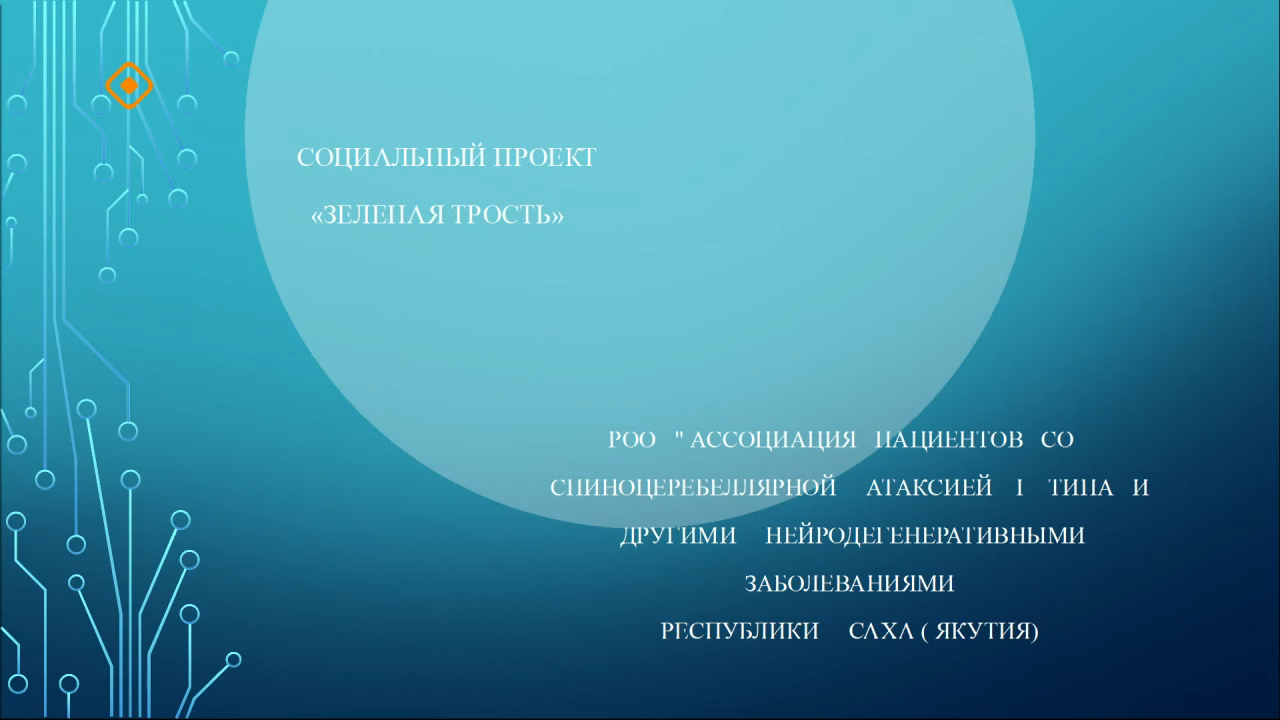 СОЦИАЛЬНЫЙ ПРОЕКТ
«ЗЕЛЕНАЯ ТРОСТЬ»
РОО " АССОЦИАЦИЯ ПАЦИЕНТОВ СО
СПИНОЦЕРЕБЕЛЛЯРНОЙ АТАКСИЕЙ I ТИПА И
ДРУГИМИ НЕЙРОДЕГЕНЕРАТИВНЫМИ
ЗАБОЛЕВАНИЯМИ
РЕСПУБЛИКИ САХА ( ЯКУТИЯ)